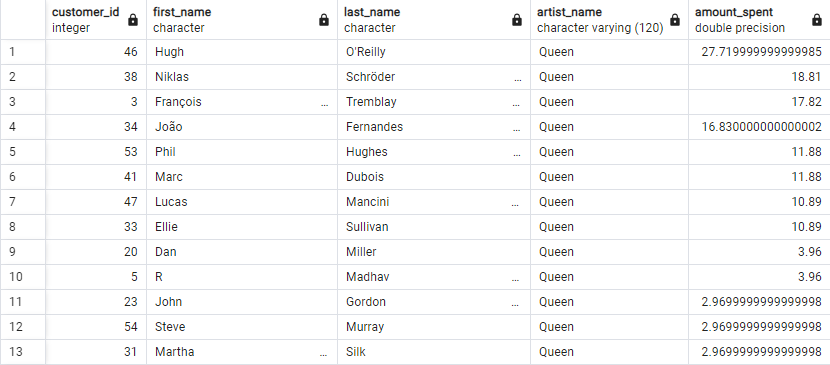 customer_id first_name last_name artist_name amount_spent
integer character character character varying (120) double precision
1 46 Hugh O'Reilly Queen 27.719999999999985
2 38 Niklas Schröder ... Queen 18.81
3 3 François ... Tremblay ... Queen 17.82
4 34 João Fernandes ... Queen 16.830000000000002
5 53 Phil Hughes ... Queen 11.88
6 41 Marc Dubois Queen 11.88
7 47 Lucas Mancini ... Queen 10.89
8 33 Ellie Sullivan Queen 10.89
9 20 Dan Miller Queen 3.96
10 5 R Madhav ... Queen 3.96
11 23 John Gordon ... Queen 2.9699999999999998
12 54 Steve Murray Queen 2.9699999999999998
13 31 Martha ... Silk Queen 2.9699999999999998